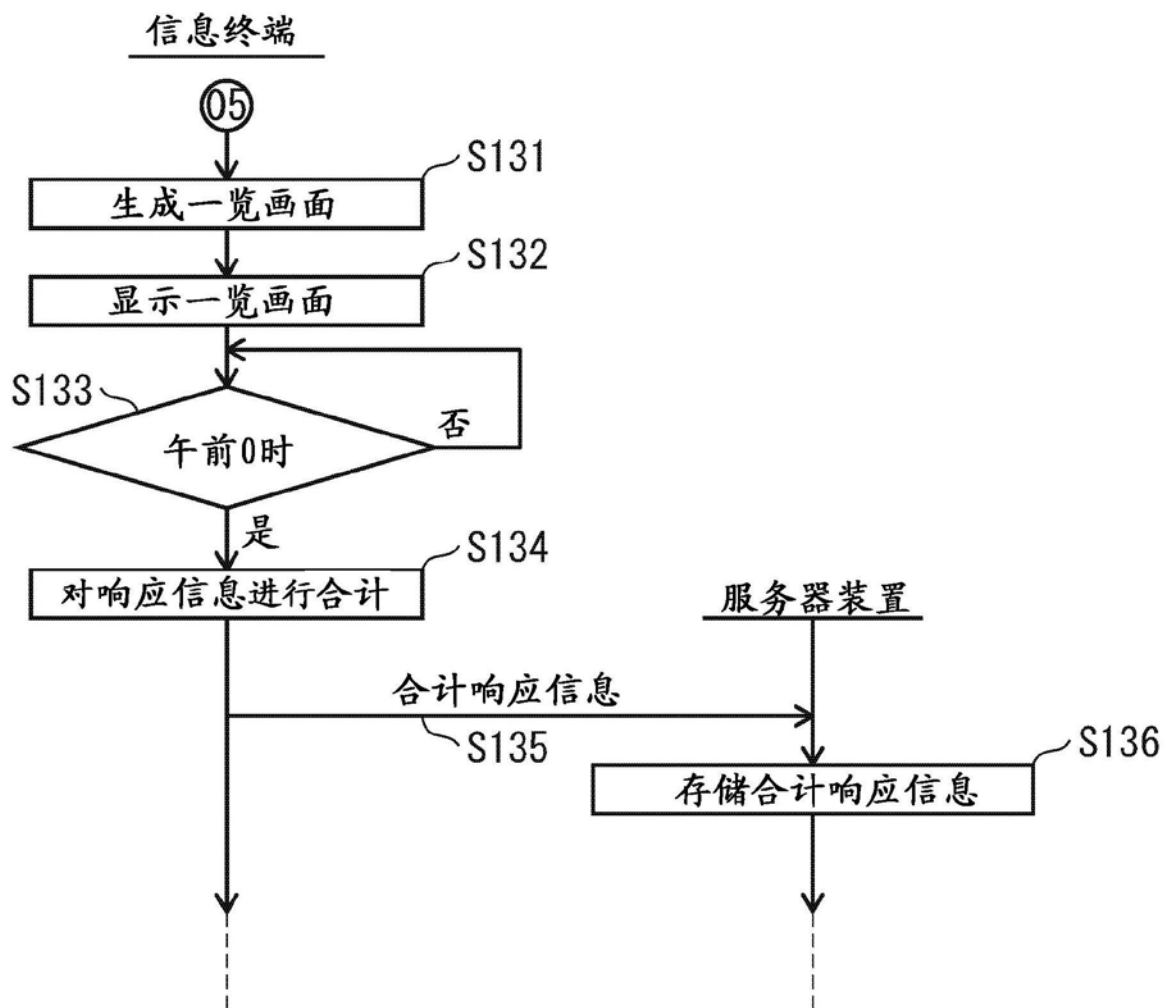 信息终端
05
S131
生成一览画面
S132
显示一览画面
S133
午前0时
否
是
S134
对响应信息进行合计
服务器装置
合计响应信息
S135
S136
存储合计响应信息